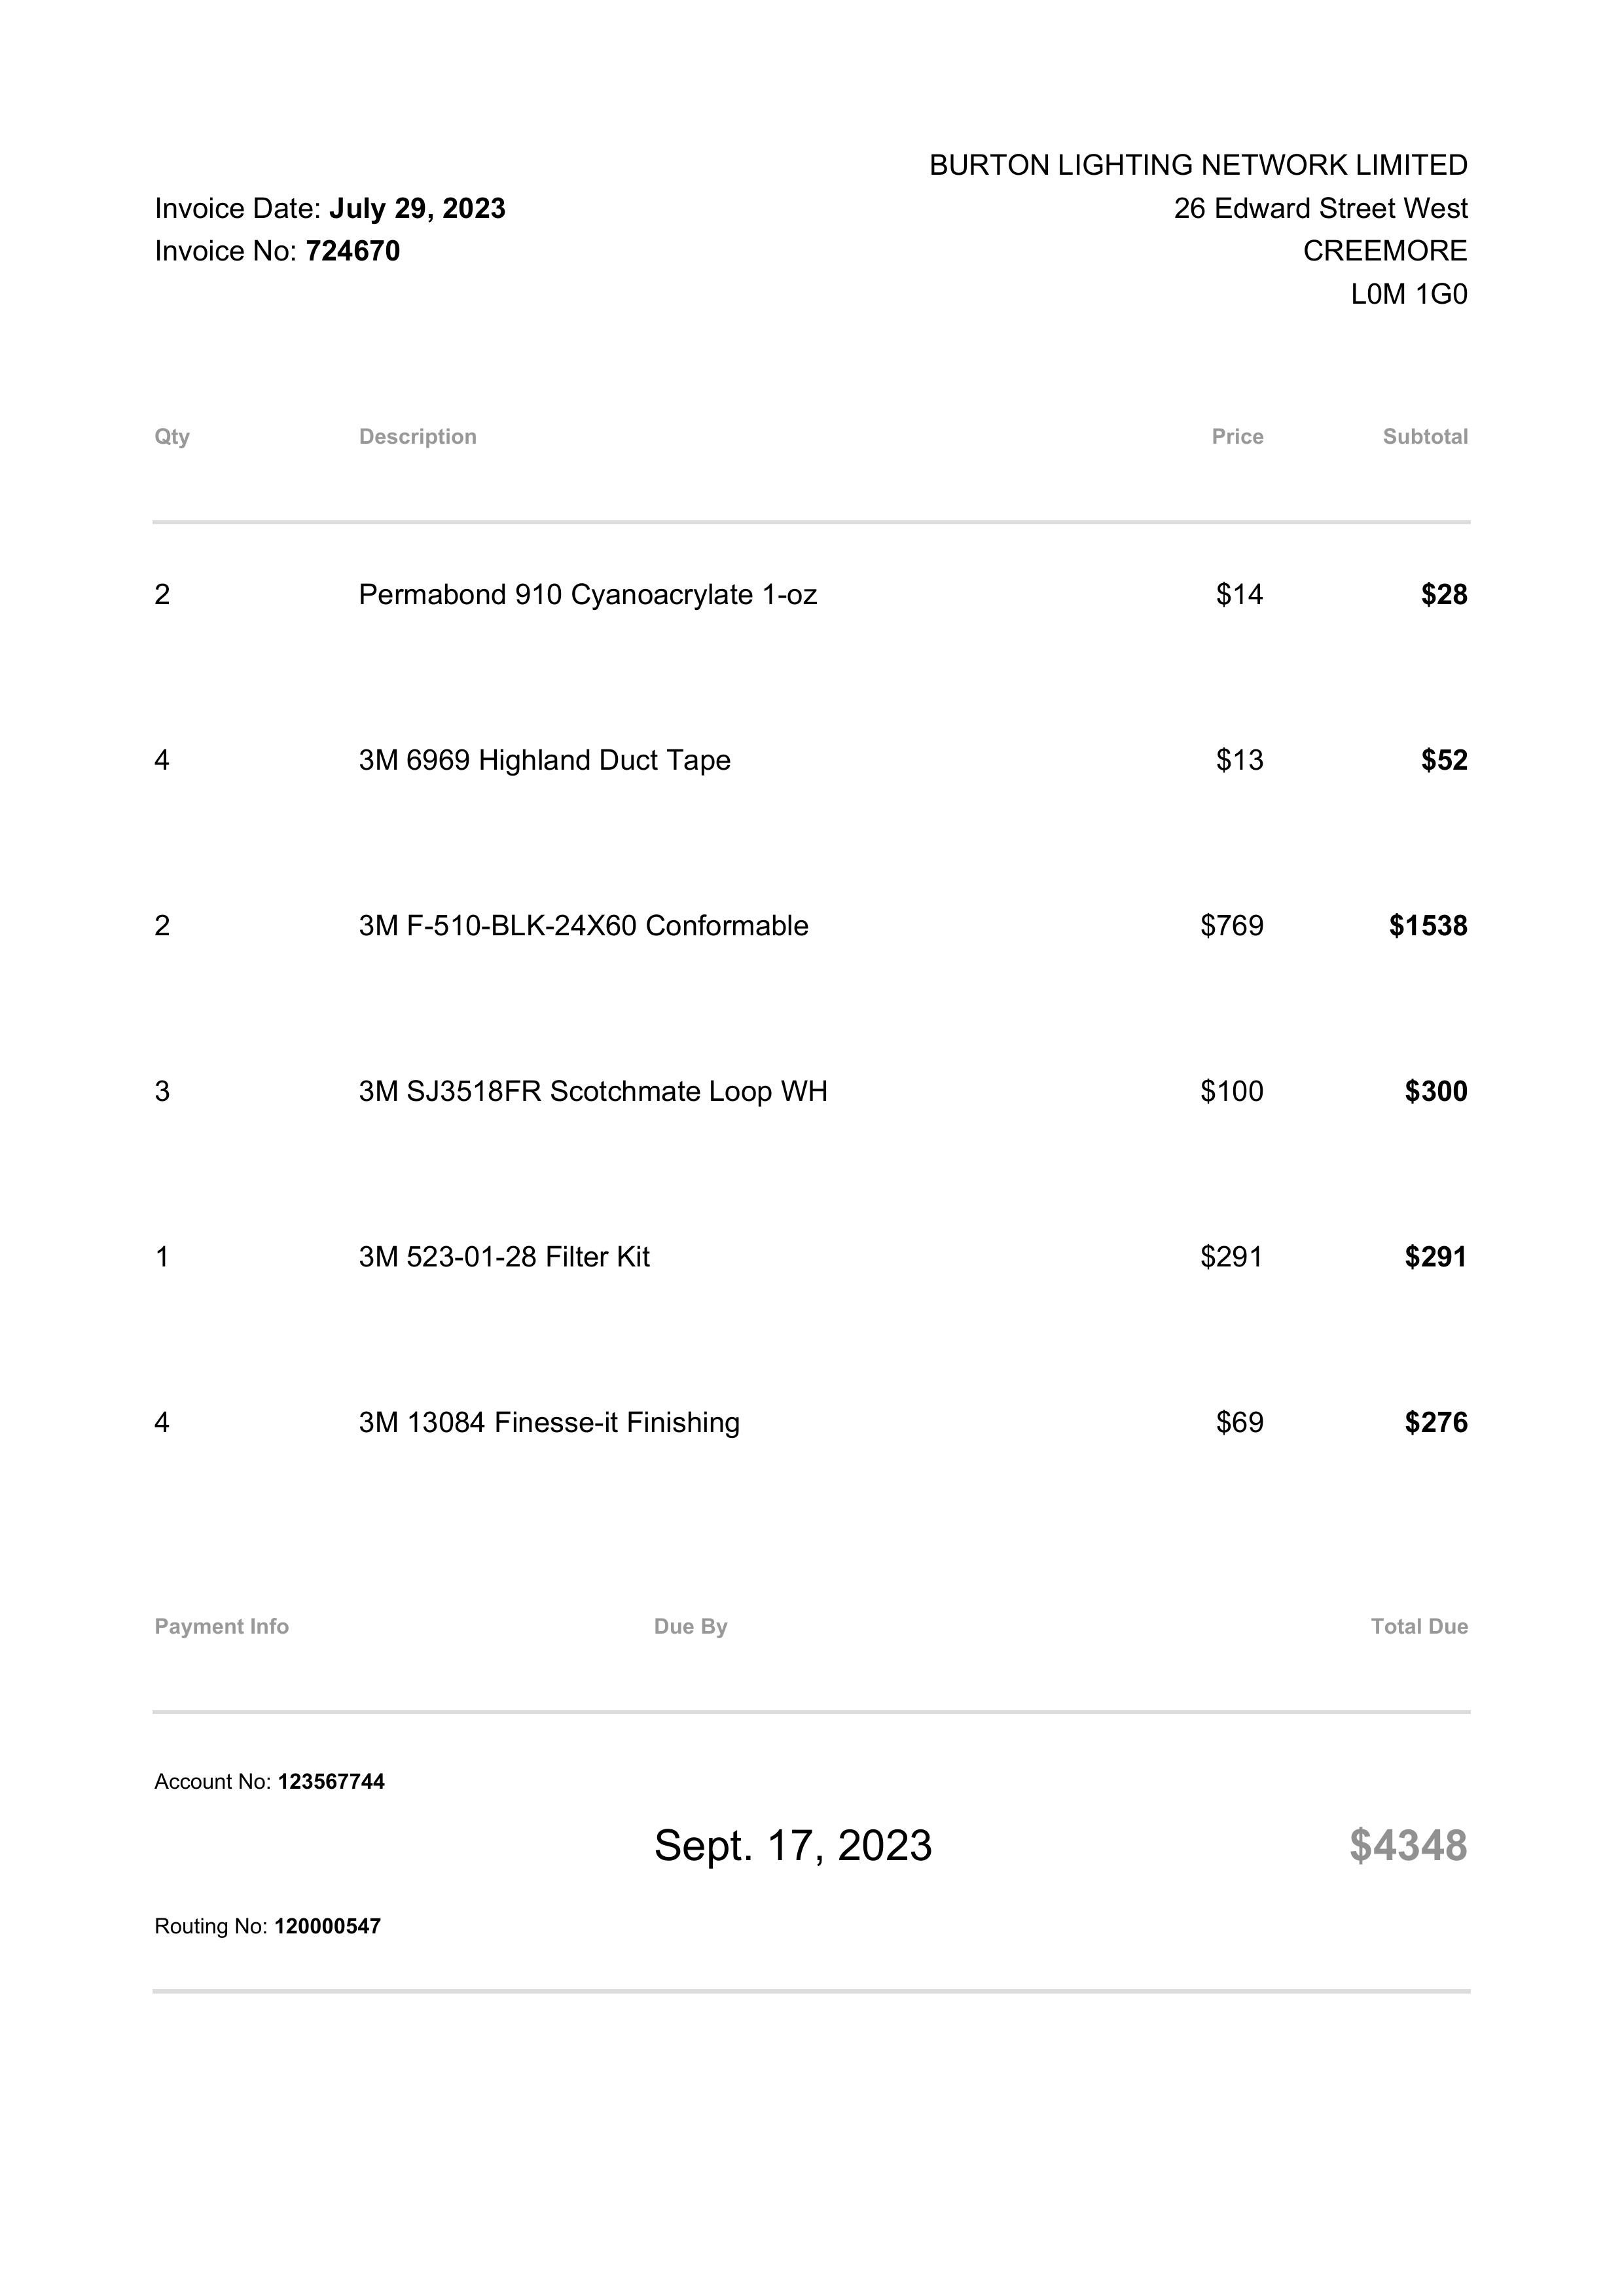 BURTON LIGHTING NETWORK LIMITED
Invoice Date: July 29, 2023 26 Edward Street West
Invoice No: 724670 CREEMORE
L0M 1G0
Qty Description Price Subtotal
2 Permabond 910 Cyanoacrylate 1-oz $14 $28
4 3M 6969 Highland Duct Tape $13 $52
2 3M F-510-BLK-24X60 Conformable $769 $1538
3 3M SJ3518FR Scotchmate Loop WH $100 $300
1 3M 523-01-28 Filter Kit $291 $291
4 3M 13084 Finesse-it Finishing $69 $276
Payment Info Due By Total Due
Account No: 123567744
Sept. 17, 2023 $4348
Routing No: 120000547